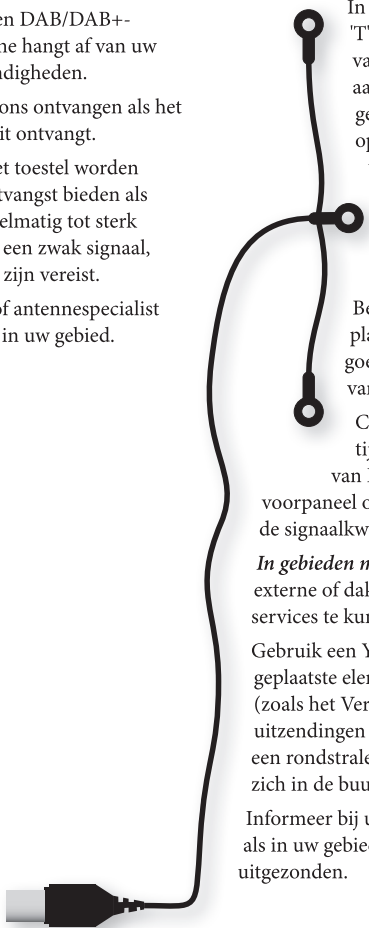 en DAB/DAB+-
ne hangt af van uw
ndigheden.
ons ontvangen als het
it ontvangt.
et toestel worden
tvangst bieden als
elmatig tot sterk
een zwak signaal,
zijn vereist.
of antennespecialist
in uw gebied.
In
'T'
va
aa
ge
op
Be
pla
goe
van
C
tij
van
voorpaneel o
de signaalkw
In gebieden
externe of dak
services te kun
Gebruik een Y
geplaatste eler
(zoals het Ver
uitzendingen
een rondstrale
zich in de buu
Informeer bij u
als in uw gebied
uitgezonden.